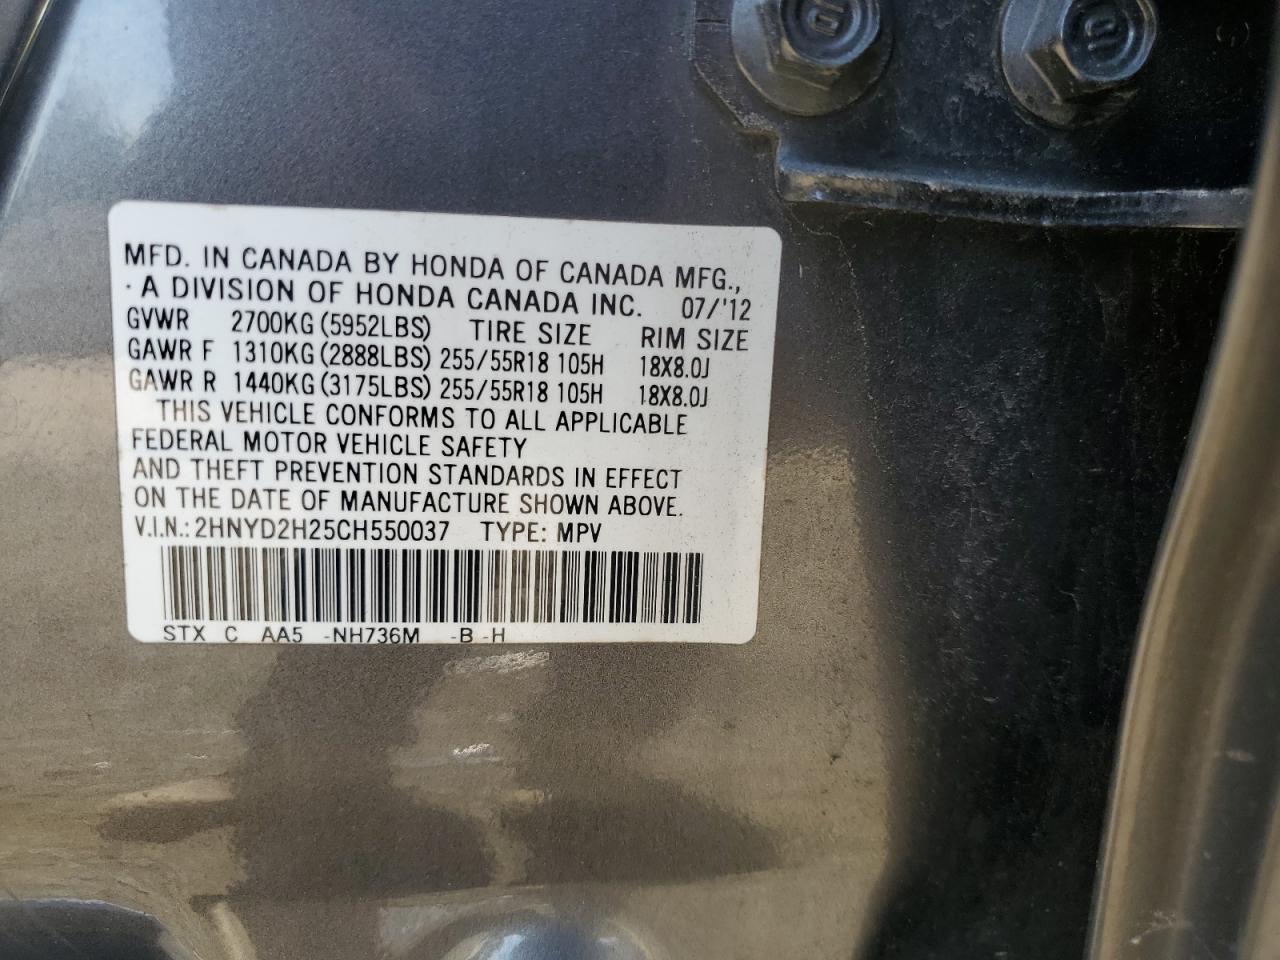 MFD. IN CANADA BY HONDA OF CANADA MFG.,
· A DIVISION OF HONDA CANADA INC. 07/'12
GVWR 2700KG (5952LBS) TIRE SIZE RIM SIZE
GAWR F 1310KG (2888LBS) 255/55R18 105H 18X8.0J
GAWR R 1440KG (3175LBS) 255/55R18 105H 18X8.0J
THIS VEHICLE CONFORMS TO ALL APPLICABLE
FEDERAL MOTOR VEHICLE SAFETY
AND THEFT PREVENTION STANDARDS IN EFFECT
ON THE DATE OF MANUFACTURE SHOWN ABOVE.
V.I.N.: 2HNYD2H25CH550037 TYPE: MPV
STX C AA5 -NH736M -B -H